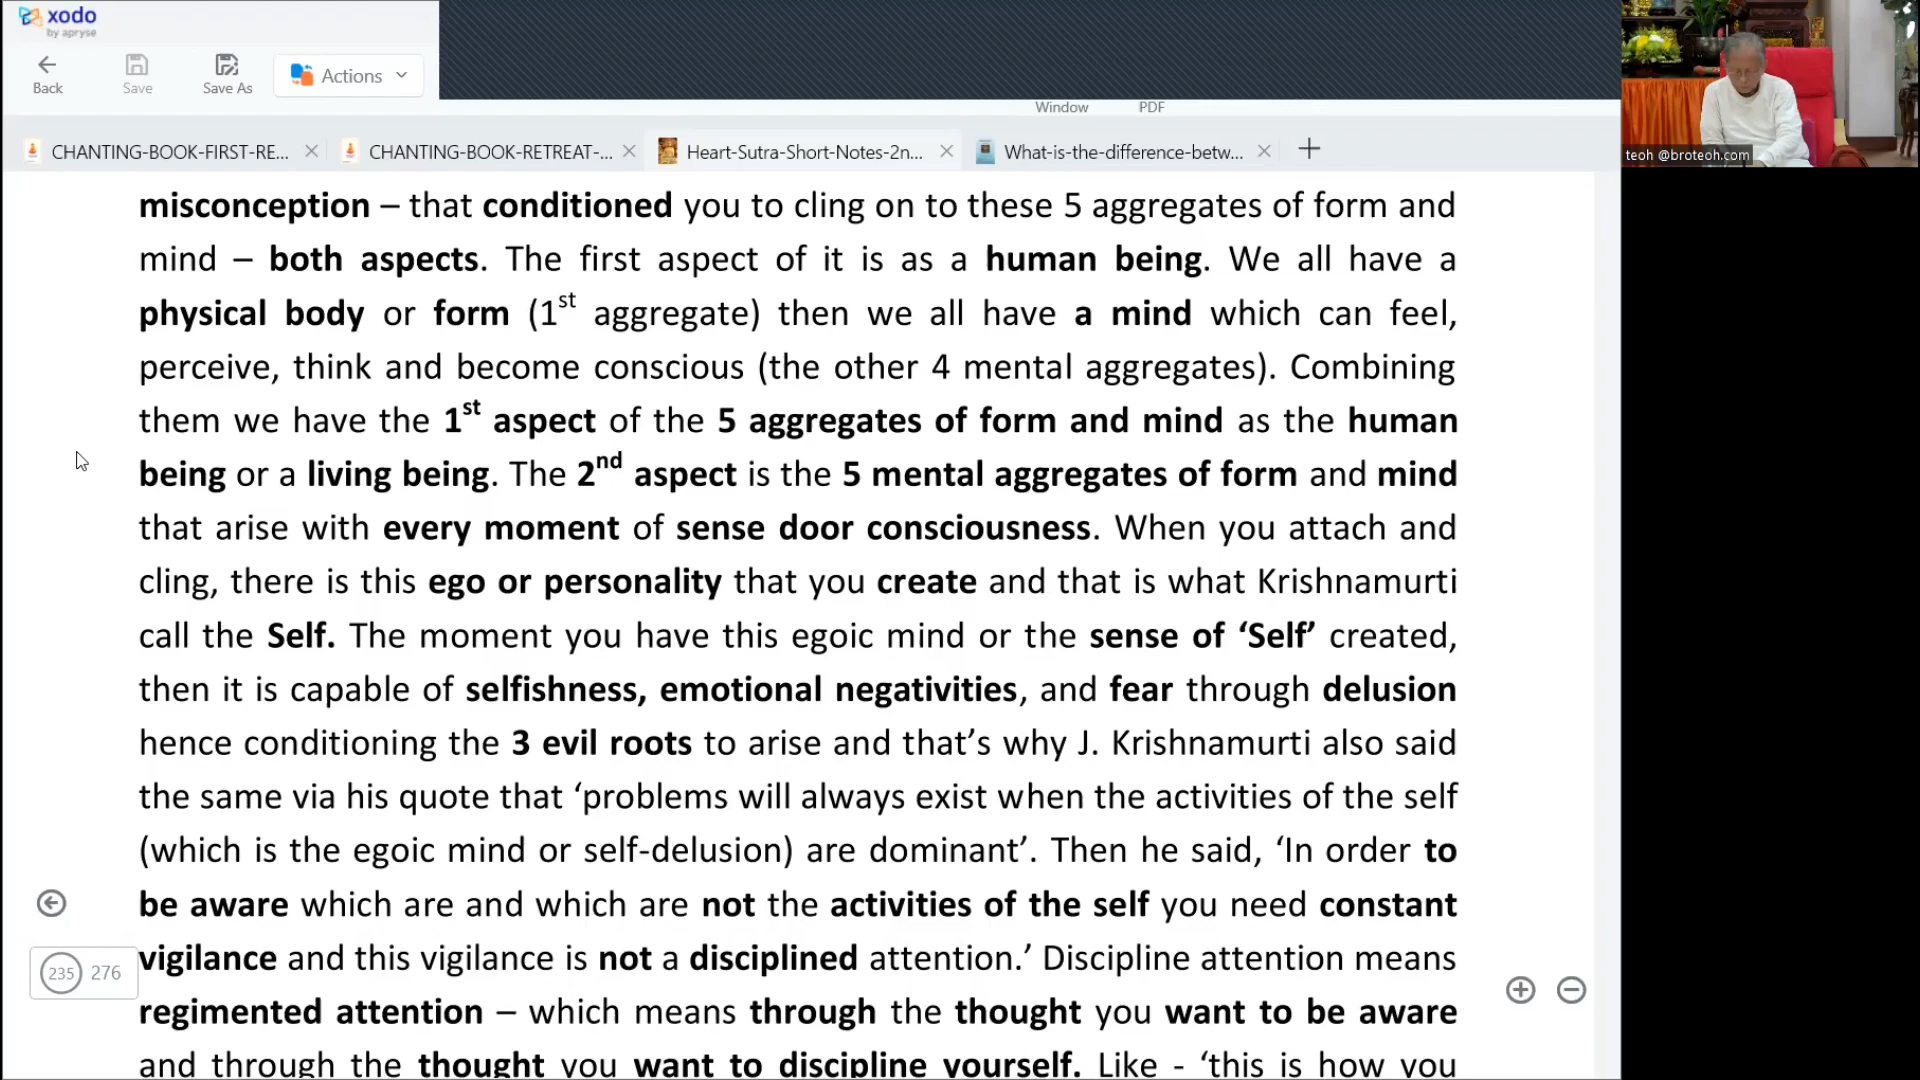 xodo
by apryse
Back
Save
Save As
Actions
Window
PDF
CHANTING-BOOK-FIRST-RE...
CHANTING-BOOK-RETREAT-...
Heart-Sutra-Short-Notes-2n...
What-is-the-difference-betw...
teoh @broteoh.com
misconception – that conditioned you to cling on to these 5 aggregates of form and
mind – both aspects. The first aspect of it is as a human being. We all have a
physical body or form (1st aggregate) then we all have a mind which can feel,
perceive, think and become conscious (the other 4 mental aggregates). Combining
them we have the 1st aspect of the 5 aggregates of form and mind as the human
being or a living being. The 2nd aspect is the 5 mental aggregates of form and mind
that arise with every moment of sense door consciousness. When you attach and
cling, there is this ego or personality that you create and that is what Krishnamurti
call the Self. The moment you have this egoic mind or the sense of ‘Self’ created,
then it is capable of selfishness, emotional negativities, and fear through delusion
hence conditioning the 3 evil roots to arise and that’s why J. Krishnamurti also said
the same via his quote that ‘problems will always exist when the activities of the self
(which is the egoic mind or self-delusion) are dominant’. Then he said, ‘In order to
be aware which are and which are not the activities of the self you need constant
vigilance and this vigilance is not a disciplined attention.’ Discipline attention means
regimented attention – which means through the thought you want to be aware
and through the thought you want to discipline yourself. Like - ‘this is how you
235 276